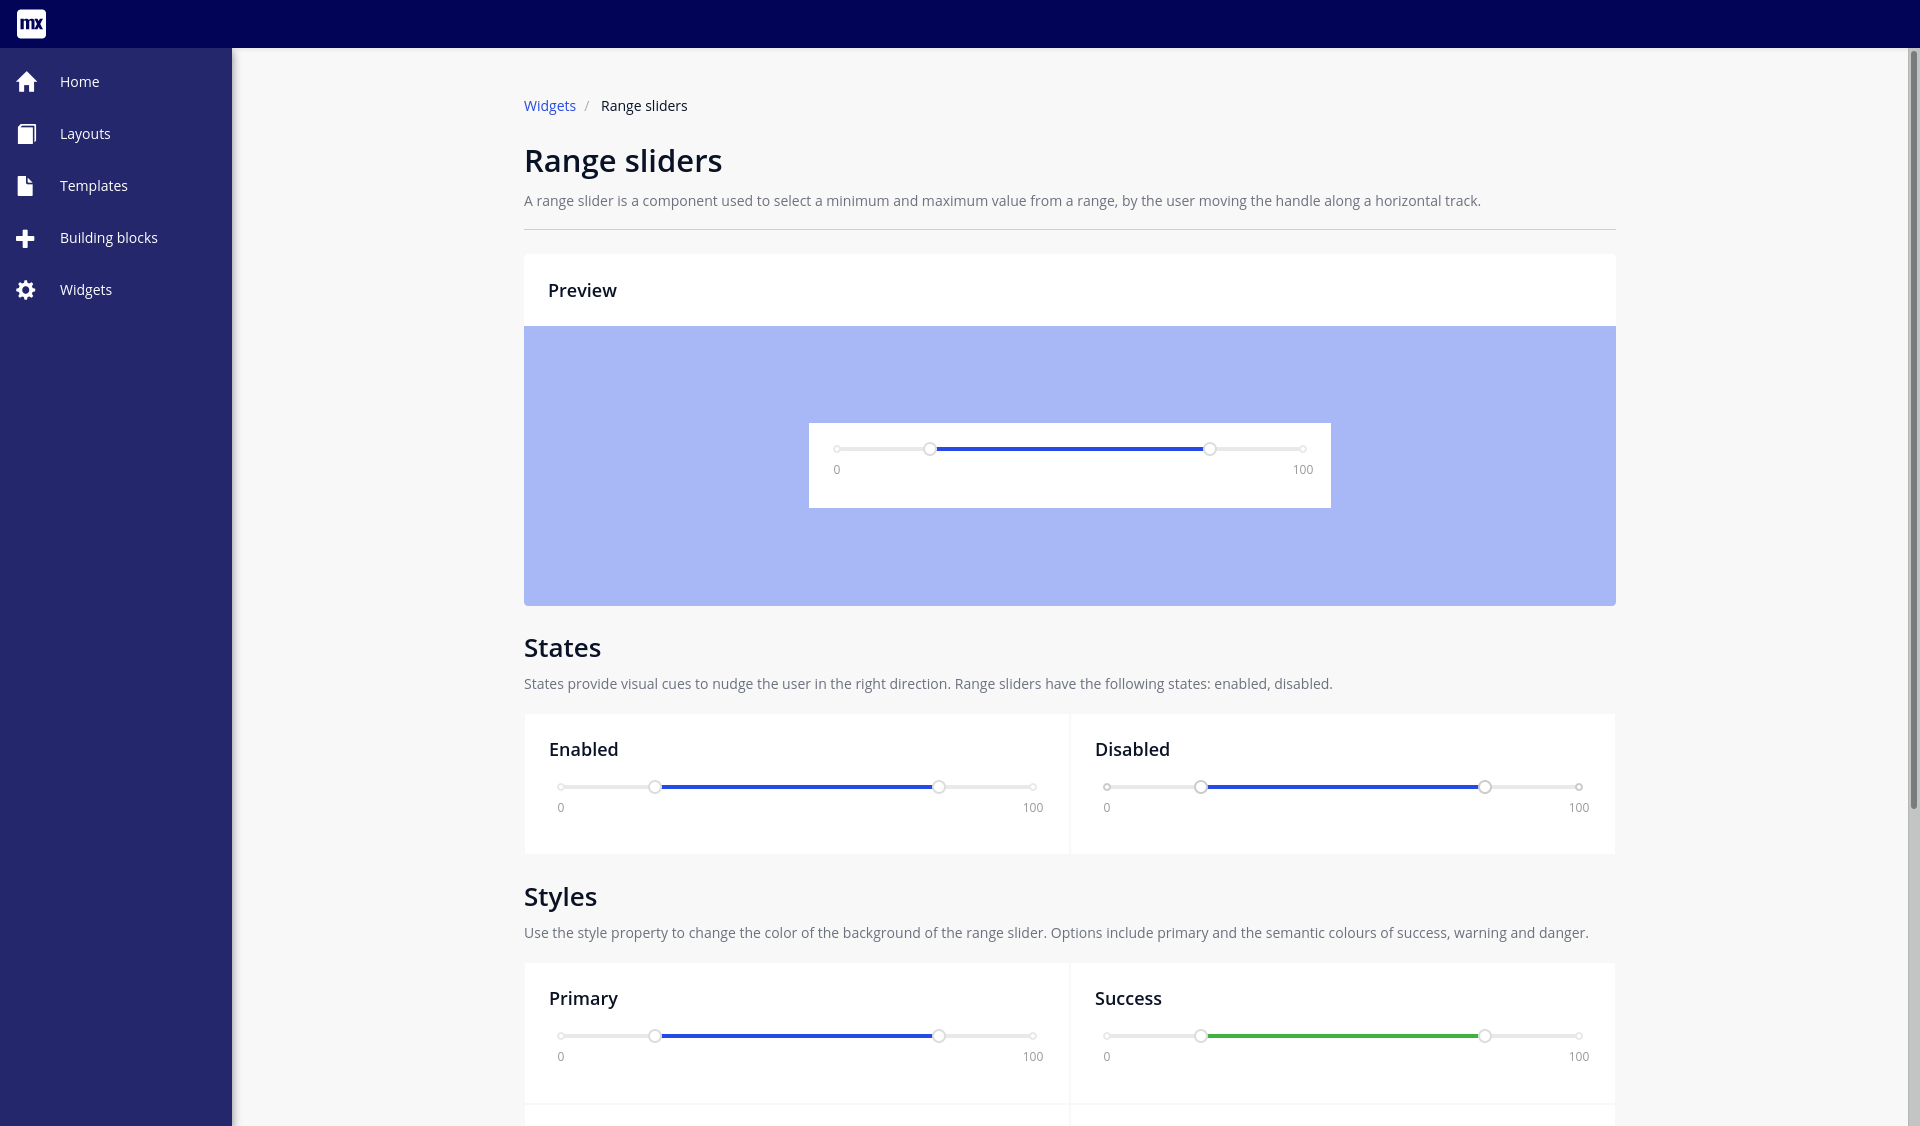 mx
Home
Layouts
Templates
Building blocks
Widgets
Widgets / Range sliders
Range sliders
A range slider is a component used to select a minimum and maximum value from a range, by the user moving the handle along a horizontal track.
Preview
0 100
States
States provide visual cues to nudge the user in the right direction. Range sliders have the following states: enabled, disabled.
Enabled
0 100
Disabled
0 100
Styles
Use the style property to change the color of the background of the range slider. Options include primary and the semantic colours of success, warning and danger.
Primary
0 100
Success
0 100